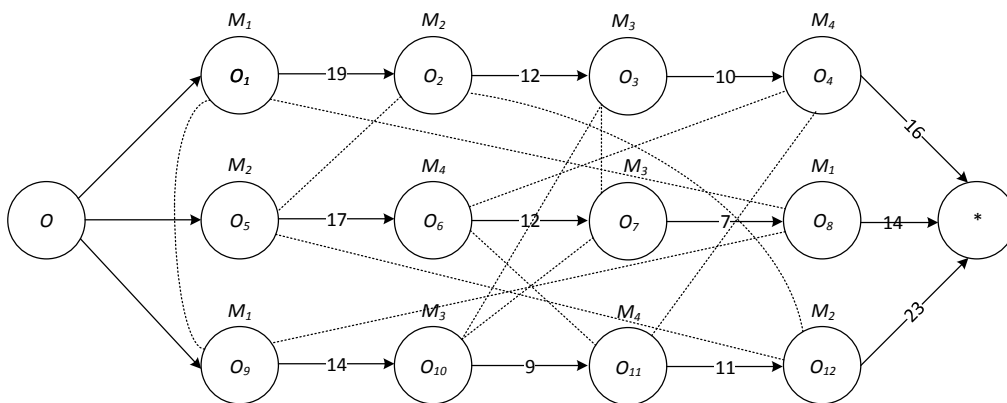 M₁ M₂ M₃ M₄
O₁ 19 O₂ 12 O₃ 10 O₄
16
M₂ M₄ M₃ M₁
O O₅ 17 O₆ 12 O₇ 7 O₈ 14 *
M₁ M₃ M₄ M₂
23
O₉ 14 O₁₀ 9 O₁₁ 11 O₁₂